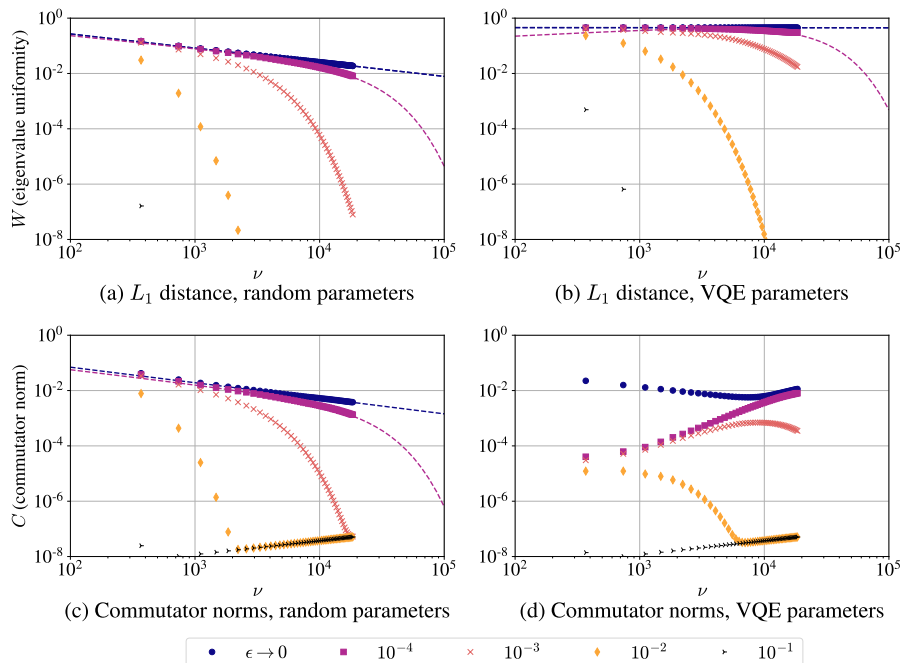 10^0
10^-2
10^-4
10^-6
10^-8
W (eigenvalue uniformity)
10^2 10^3 10^4 10^5
ν
(a) L_1 distance, random parameters
10^0
10^-2
10^-4
10^-6
10^-8
10^2 10^3 10^4 10^5
ν
(b) L_1 distance, VQE parameters
10^0
10^-2
10^-4
10^-6
10^-8
C (commutator norm)
10^2 10^3 10^4 10^5
ν
(c) Commutator norms, random parameters
10^0
10^-2
10^-4
10^-6
10^-8
10^2 10^3 10^4 10^5
ν
(d) Commutator norms, VQE parameters
ϵ → 0 10^-4 10^-3 10^-2 10^-1